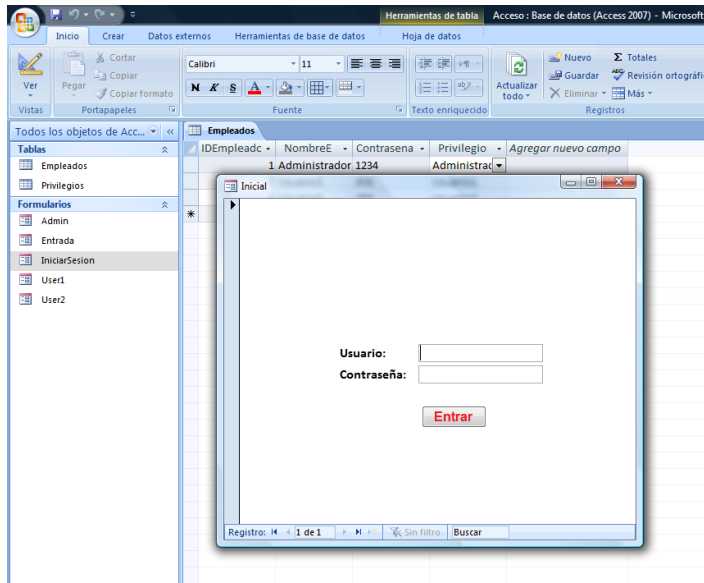 Herramientas de tabla Acceso : Base de datos (Access 2007) - Microsoft
Inicio Crear Datos externos Herramientas de base de datos Hoja de datos
Ver
Vistas
Pegar
Cortar
Copiar
Copiar formato
Portapapeles
Calibri 11
N K S A
Fuente
Texto enriquecido
Actualizar
todo
Nuevo
Guardar
Eliminar
Σ Totales
Revisión ortográfi
Más
Registros
Todos los objetos de Acc... «
Tablas
Empleados
Privilegios
Formularios
Admin
Entrada
IniciarSesion
User1
User2
Empleados
IDEmpleadc NombreE Contrasena Privilegio Agregar nuevo campo
1 Administrador 1234 Administrac
Inicial
Usuario:
Contraseña:
Entrar
Registro: 1 de 1 Sin filtro Buscar